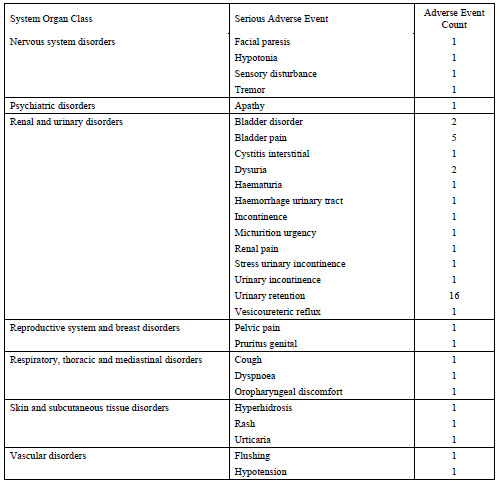 System Organ Class Serious Adverse Event Adverse Event Count
Nervous system disorders Facial paresis 1
Hypotonia 1
Sensory disturbance 1
Tremor 1
Psychiatric disorders Apathy 1
Renal and urinary disorders Bladder disorder 2
Bladder pain 5
Cystitis interstitial 1
Dysuria 2
Haematuria 1
Haemorrhage urinary tract 1
Incontinence 1
Micturition urgency 1
Renal pain 1
Stress urinary incontinence 1
Urinary incontinence 1
Urinary retention 16
Vesicoureteric reflux 1
Reproductive system and breast disorders Pelvic pain 1
Pruritus genital 1
Respiratory, thoracic and mediastinal disorders Cough 1
Dyspnoea 1
Oropharyngeal discomfort 1
Skin and subcutaneous tissue disorders Hyperhidrosis 1
Rash 1
Urticaria 1
Vascular disorders Flushing 1
Hypotension 1